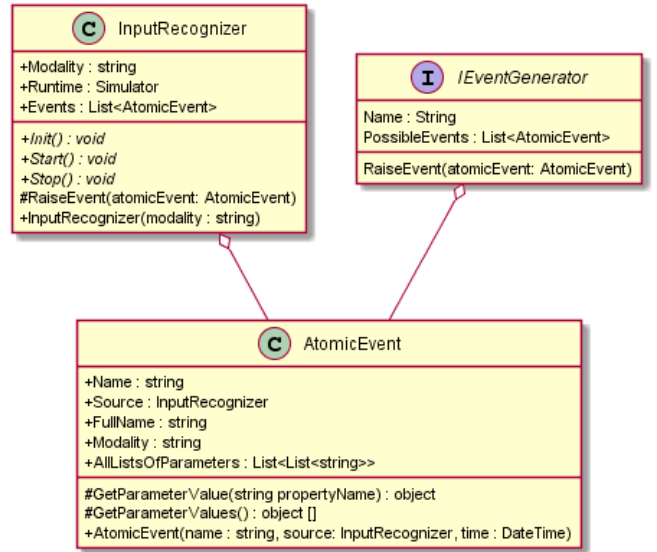 C InputRecognizer
+Modality : string
+Runtime : Simulator
+Events : List<AtomicEvent>
+Init() : void
+Start() : void
+Stop() : void
#RaiseEvent(atomicEvent: AtomicEvent)
+InputRecognizer(modality : string)
I IEventGenerator
Name : String
PossibleEvents : List<AtomicEvent>
RaiseEvent(atomicEvent: AtomicEvent)
C AtomicEvent
+Name : string
+Source : InputRecognizer
+FullName : string
+Modality : string
+AllListsOfParameters : List<List<string>>
#GetParameterValue(string propertyName) : object
#GetParameterValues() : object []
+AtomicEvent(name : string, source: InputRecognizer, time : DateTime)